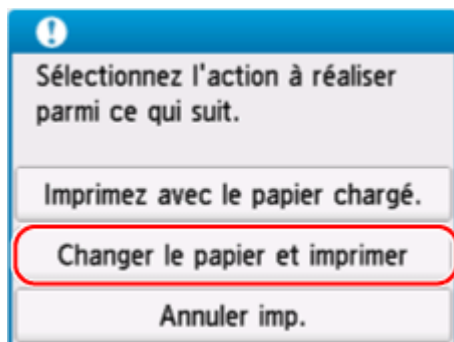 Sélectionnez l'action à réaliser
parmi ce qui suit.
Imprimez avec le papier chargé.
Changer le papier et imprimer
Annuler imp.